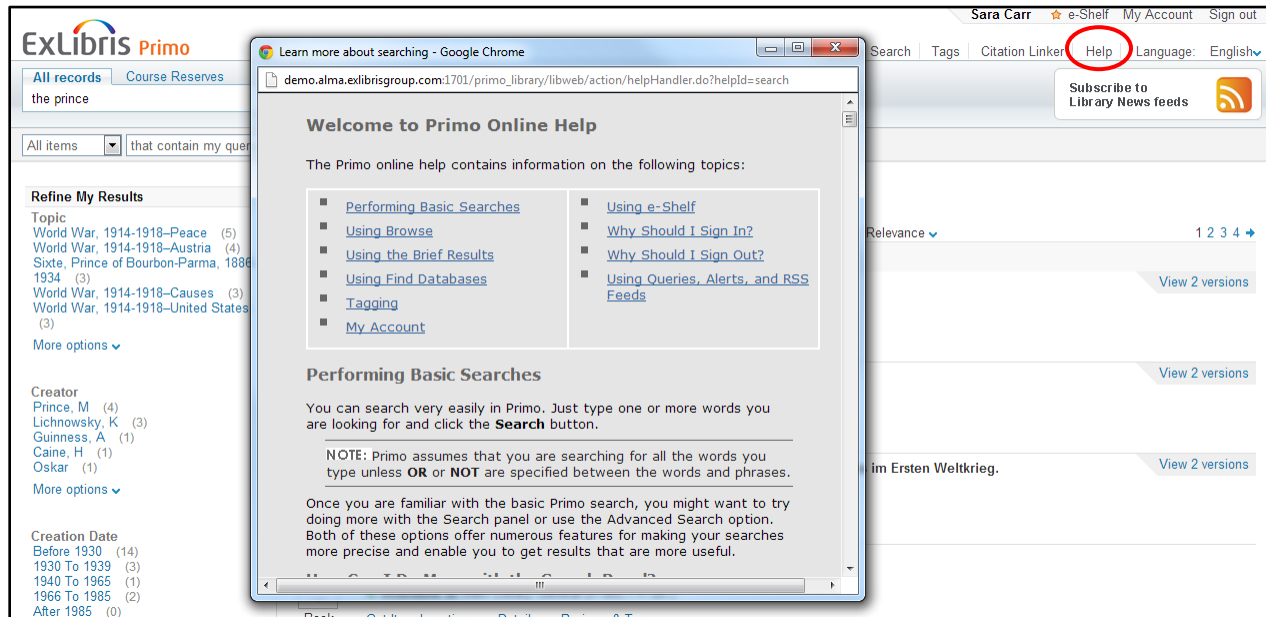 Sara Carr e-Shelf My Account Sign out
ExLibris Primo
Search Tags Citation Linker Help Language: English
All records Course Reserves
the prince
Subscribe to
Library News feeds
All items that contain my
Refine My Results
Topic
World War, 1914-1918–Peace (5)
World War, 1914-1918–Austria (4)
Sixte, Prince of Bourbon-Parma, 1886
1934 (3)
World War, 1914-1918–Causes (3)
World War, 1914-1918–United States
(3)
More options
Creator
Prince, M (4)
Lichnowsky, K (3)
Guinness, A (1)
Caine, H (1)
Oskar (1)
More options
Creation Date
Before 1930 (14)
1930 To 1939 (3)
1940 To 1965 (1)
1966 To 1985 (2)
After 1985 (0)
Learn more about searching - Google Chrome
demo.alma.exlibrisgroup.com:1701/primo_library/libweb/action/helpHandler.do?helpId=search
Welcome to Primo Online Help
The Primo online help contains information on the following topics:
Performing Basic Searches
Using Browse
Using the Brief Results
Using Find Databases
Tagging
My Account
Using e-Shelf
Why Should I Sign In?
Why Should I Sign Out?
Using Queries, Alerts, and RSS
Feeds
Performing Basic Searches
You can search very easily in Primo. Just type one or more words you
are looking for and click the Search button.
NOTE: Primo assumes that you are searching for all the words you
type unless OR or NOT are specified between the words and phrases.
Once you are familiar with the basic Primo search, you might want to try
doing more with the Search panel or use the Advanced Search option.
Both of these options offer numerous features for making your searches
more precise and enable you to get results that are more useful.
Relevance 1 2 3 4
View 2 versions
View 2 versions
im Ersten Weltkrieg. View 2 versions